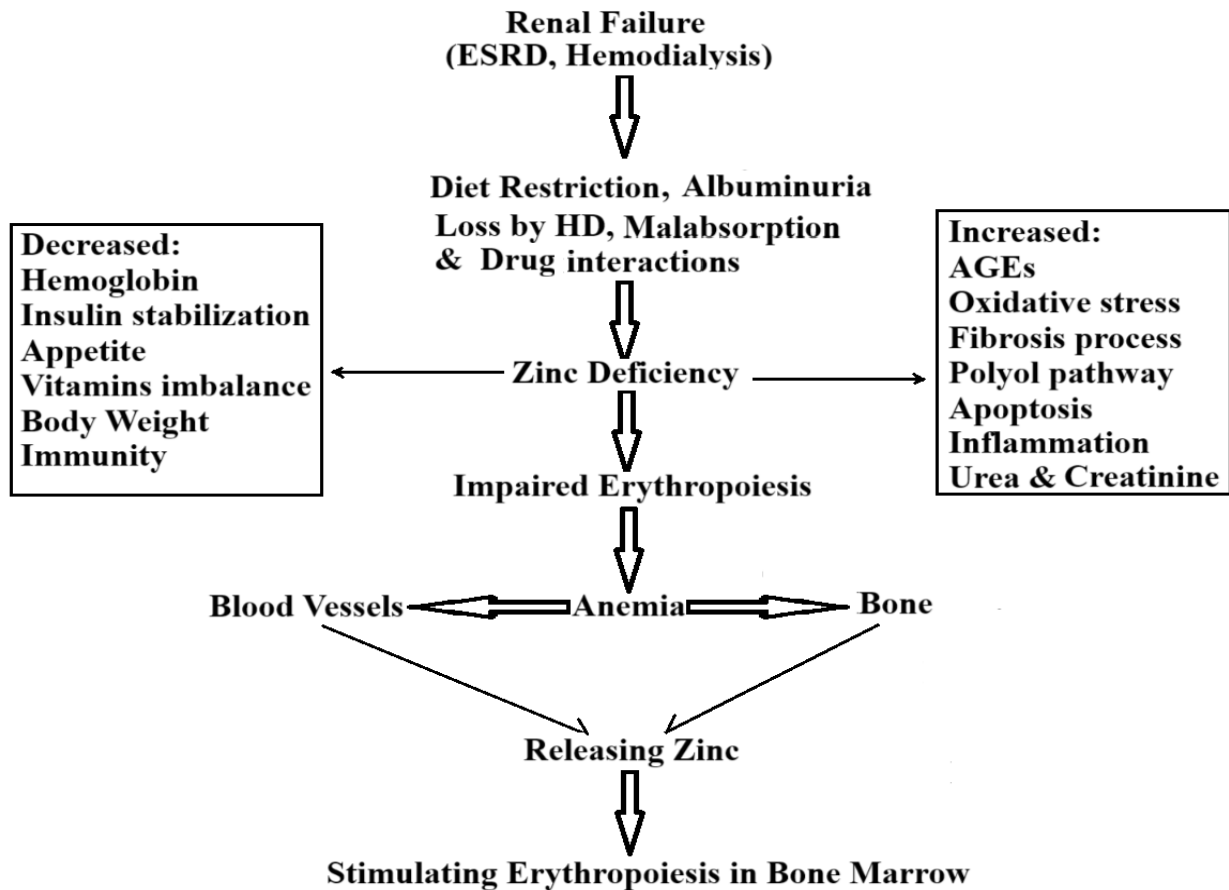 Renal Failure
(ESRD, Hemodialysis)
Diet Restriction, Albuminuria
Loss by HD, Malabsorption
& Drug interactions
Decreased:
Hemoglobin
Insulin stabilization
Appetite
Vitamins imbalance
Body Weight
Immunity
Zinc Deficiency
Increased:
AGEs
Oxidative stress
Fibrosis process
Polyol pathway
Apoptosis
Inflammation
Urea & Creatinine
Impaired Erythropoiesis
Blood Vessels
Anemia
Bone
Releasing Zinc
Stimulating Erythropoiesis in Bone Marrow